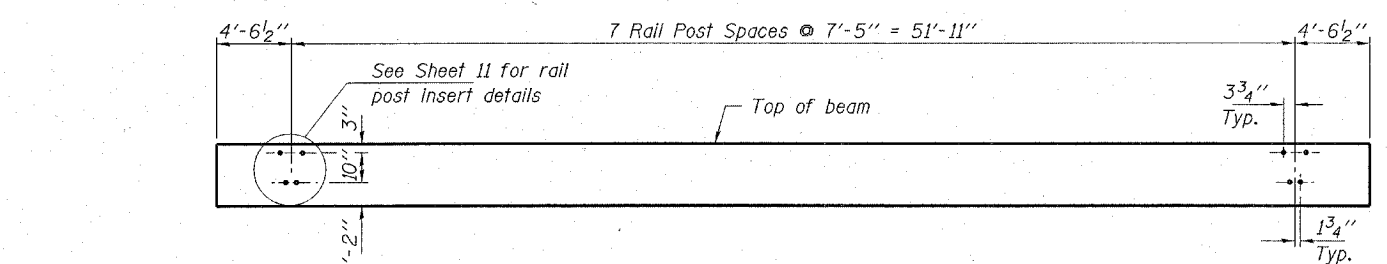 4'-6½"
7 Rail Post Spaces @ 7'-5" = 51'-11"
4'-6½"
See Sheet 11 for rail
post insert details
Top of beam
3¾"
Typ.
3"
10"
'-2"
1¾"
Typ.